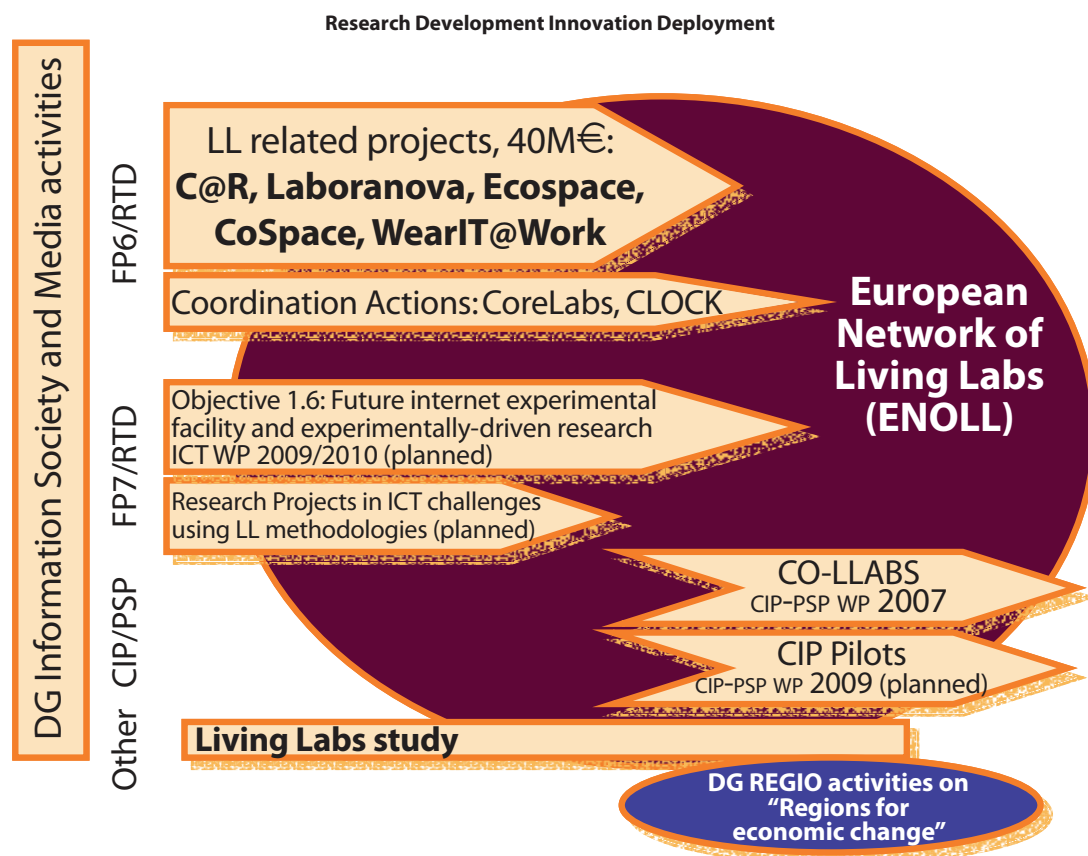 Research Development Innovation Deployment
DG Information Society and Media activities
FP6/RTD
LL related projects, 40M€:
C@R, Laboranova, Ecospace,
CoSpace, WearIT@Work
Coordination Actions: CoreLabs, CLOCK
European
Network of
Living Labs
(ENOLL)
FP7/RTD
Objective 1.6: Future internet experimental
facility and experimentally-driven research
ICT WP 2009/2010 (planned)
Research Projects in ICT challenges
using LL methodologies (planned)
CIP/PSP
CO-LLABS
CIP-PSP WP 2007
CIP Pilots
CIP-PSP WP 2009 (planned)
Other
Living Labs study
DG REGIO activities on
“Regions for
economic change”